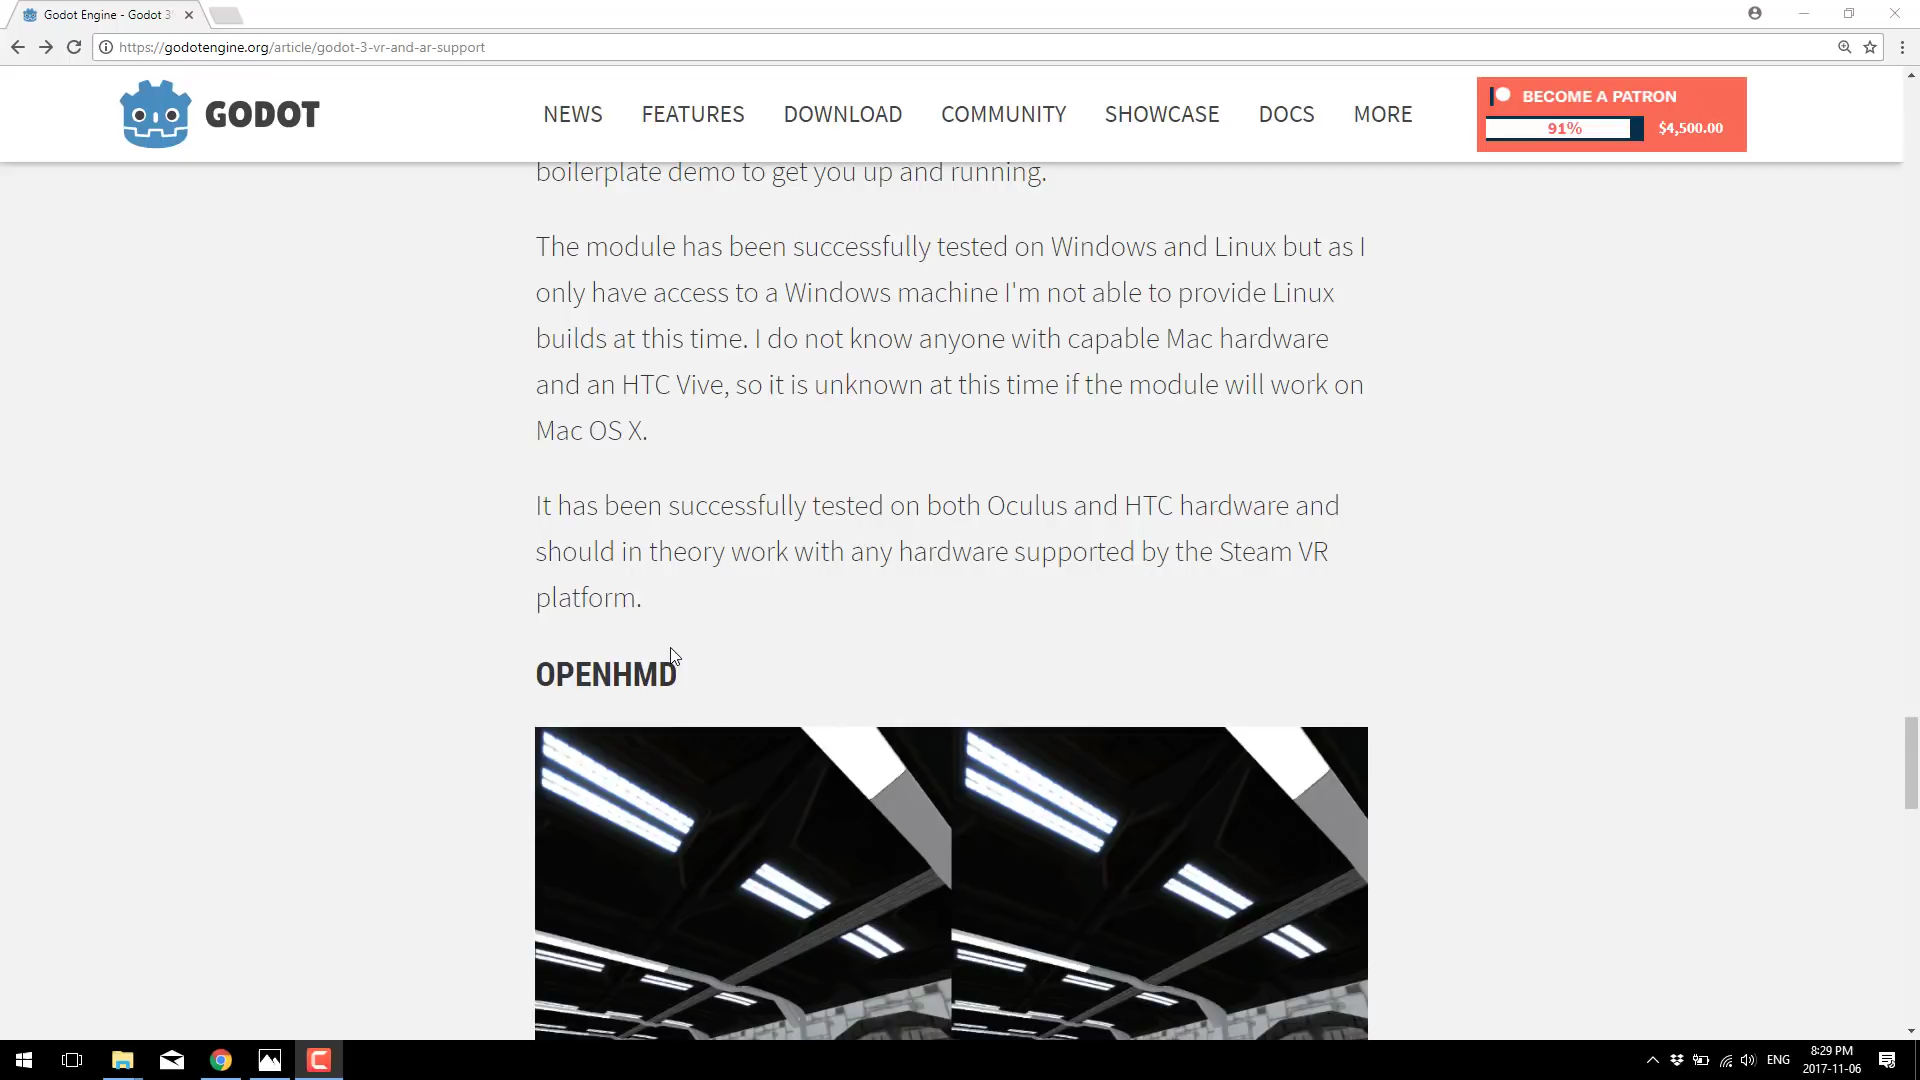 Godot Engine - Godot 3
https://godotengine.org/article/godot-3-vr-and-ar-support
GODOT
NEWS
FEATURES
DOWNLOAD
COMMUNITY
SHOWCASE
DOCS
MORE
BECOME A PATRON
91%
$4,500.00
boilerplate demo to get you up and running.
The module has been successfully tested on Windows and Linux but as I
only have access to a Windows machine I'm not able to provide Linux
builds at this time. I do not know anyone with capable Mac hardware
and an HTC Vive, so it is unknown at this time if the module will work on
Mac OS X.
It has been successfully tested on both Oculus and HTC hardware and
should in theory work with any hardware supported by the Steam VR
platform.
OPENHMD
ENG
8:29 PM
2017-11-06